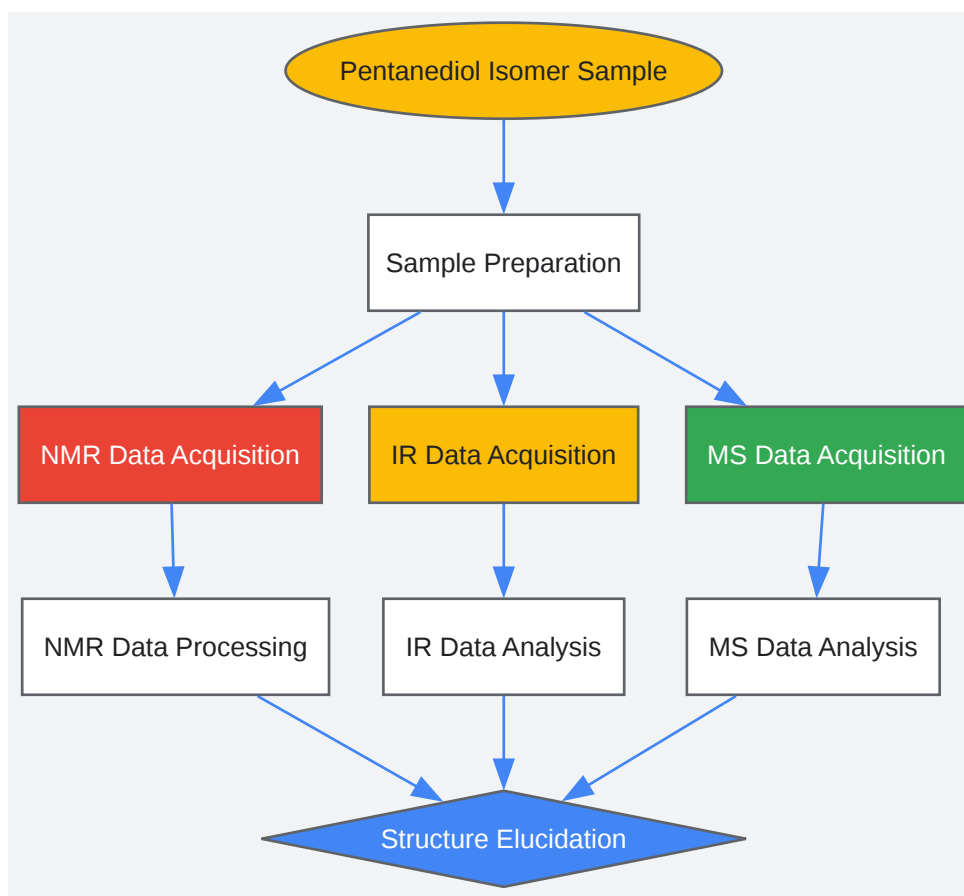 Pentanediol Isomer Sample
Sample Preparation
NMR Data Acquisition
IR Data Acquisition
MS Data Acquisition
NMR Data Processing
IR Data Analysis
MS Data Analysis
Structure Elucidation